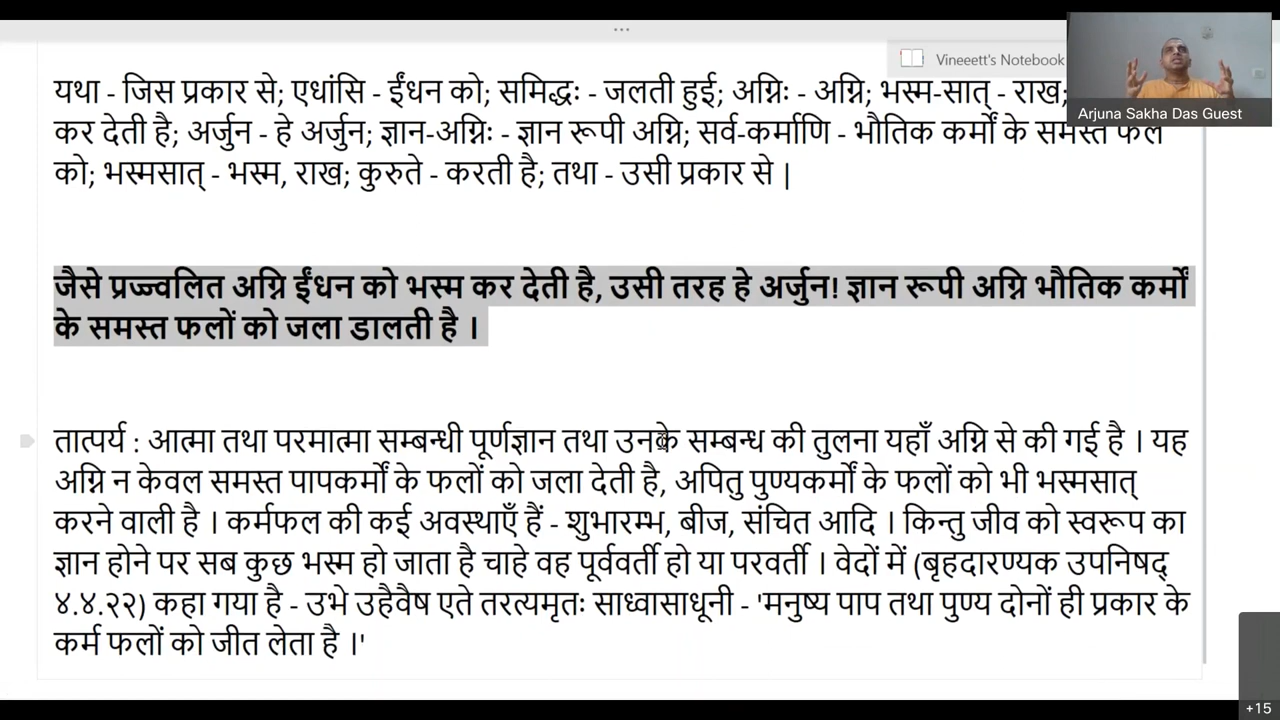 Vineeett's Notebook
Arjuna Sakha Das Guest
यथा - जिस प्रकार से; एधांसि - ईंधन को; समिद्धः - जलती हुई; अग्निः - अग्नि; भस्म-सात् - राख;
कर देती है; अर्जुन - हे अर्जुन; ज्ञान-अग्निः - ज्ञान रूपी अग्नि; सर्व-कर्माणि - भौतिक कर्मों के समस्त फल
को; भस्मसात् - भस्म, राख; कुरुते - करती है; तथा - उसी प्रकार से |
जैसे प्रज्ज्वलित अग्नि ईंधन को भस्म कर देती है, उसी तरह हे अर्जुन! ज्ञान रूपी अग्नि भौतिक कर्मों
के समस्त फलों को जला डालती है ।
तात्पर्य : आत्मा तथा परमात्मा सम्बन्धी पूर्णज्ञान तथा उनके सम्बन्ध की तुलना यहाँ अग्नि से की गई है । यह
अग्नि न केवल समस्त पापकर्मों के फलों को जला देती है, अपितु पुण्यकर्मों के फलों को भी भस्मसात्
करने वाली है । कर्मफल की कई अवस्थाएँ हैं - शुभारम्भ, बीज, संचित आदि । किन्तु जीव को स्वरूप का
ज्ञान होने पर सब कुछ भस्म हो जाता है चाहे वह पूर्ववर्ती हो या परवर्ती । वेदों में (बृहदारण्यक उपनिषद्
४.४.२२) कहा गया है - उभे उहैवैष एते तरत्यमृतः साध्वासाधूनी - 'मनुष्य पाप तथा पुण्य दोनों ही प्रकार के
कर्म फलों को जीत लेता है ।'
+15